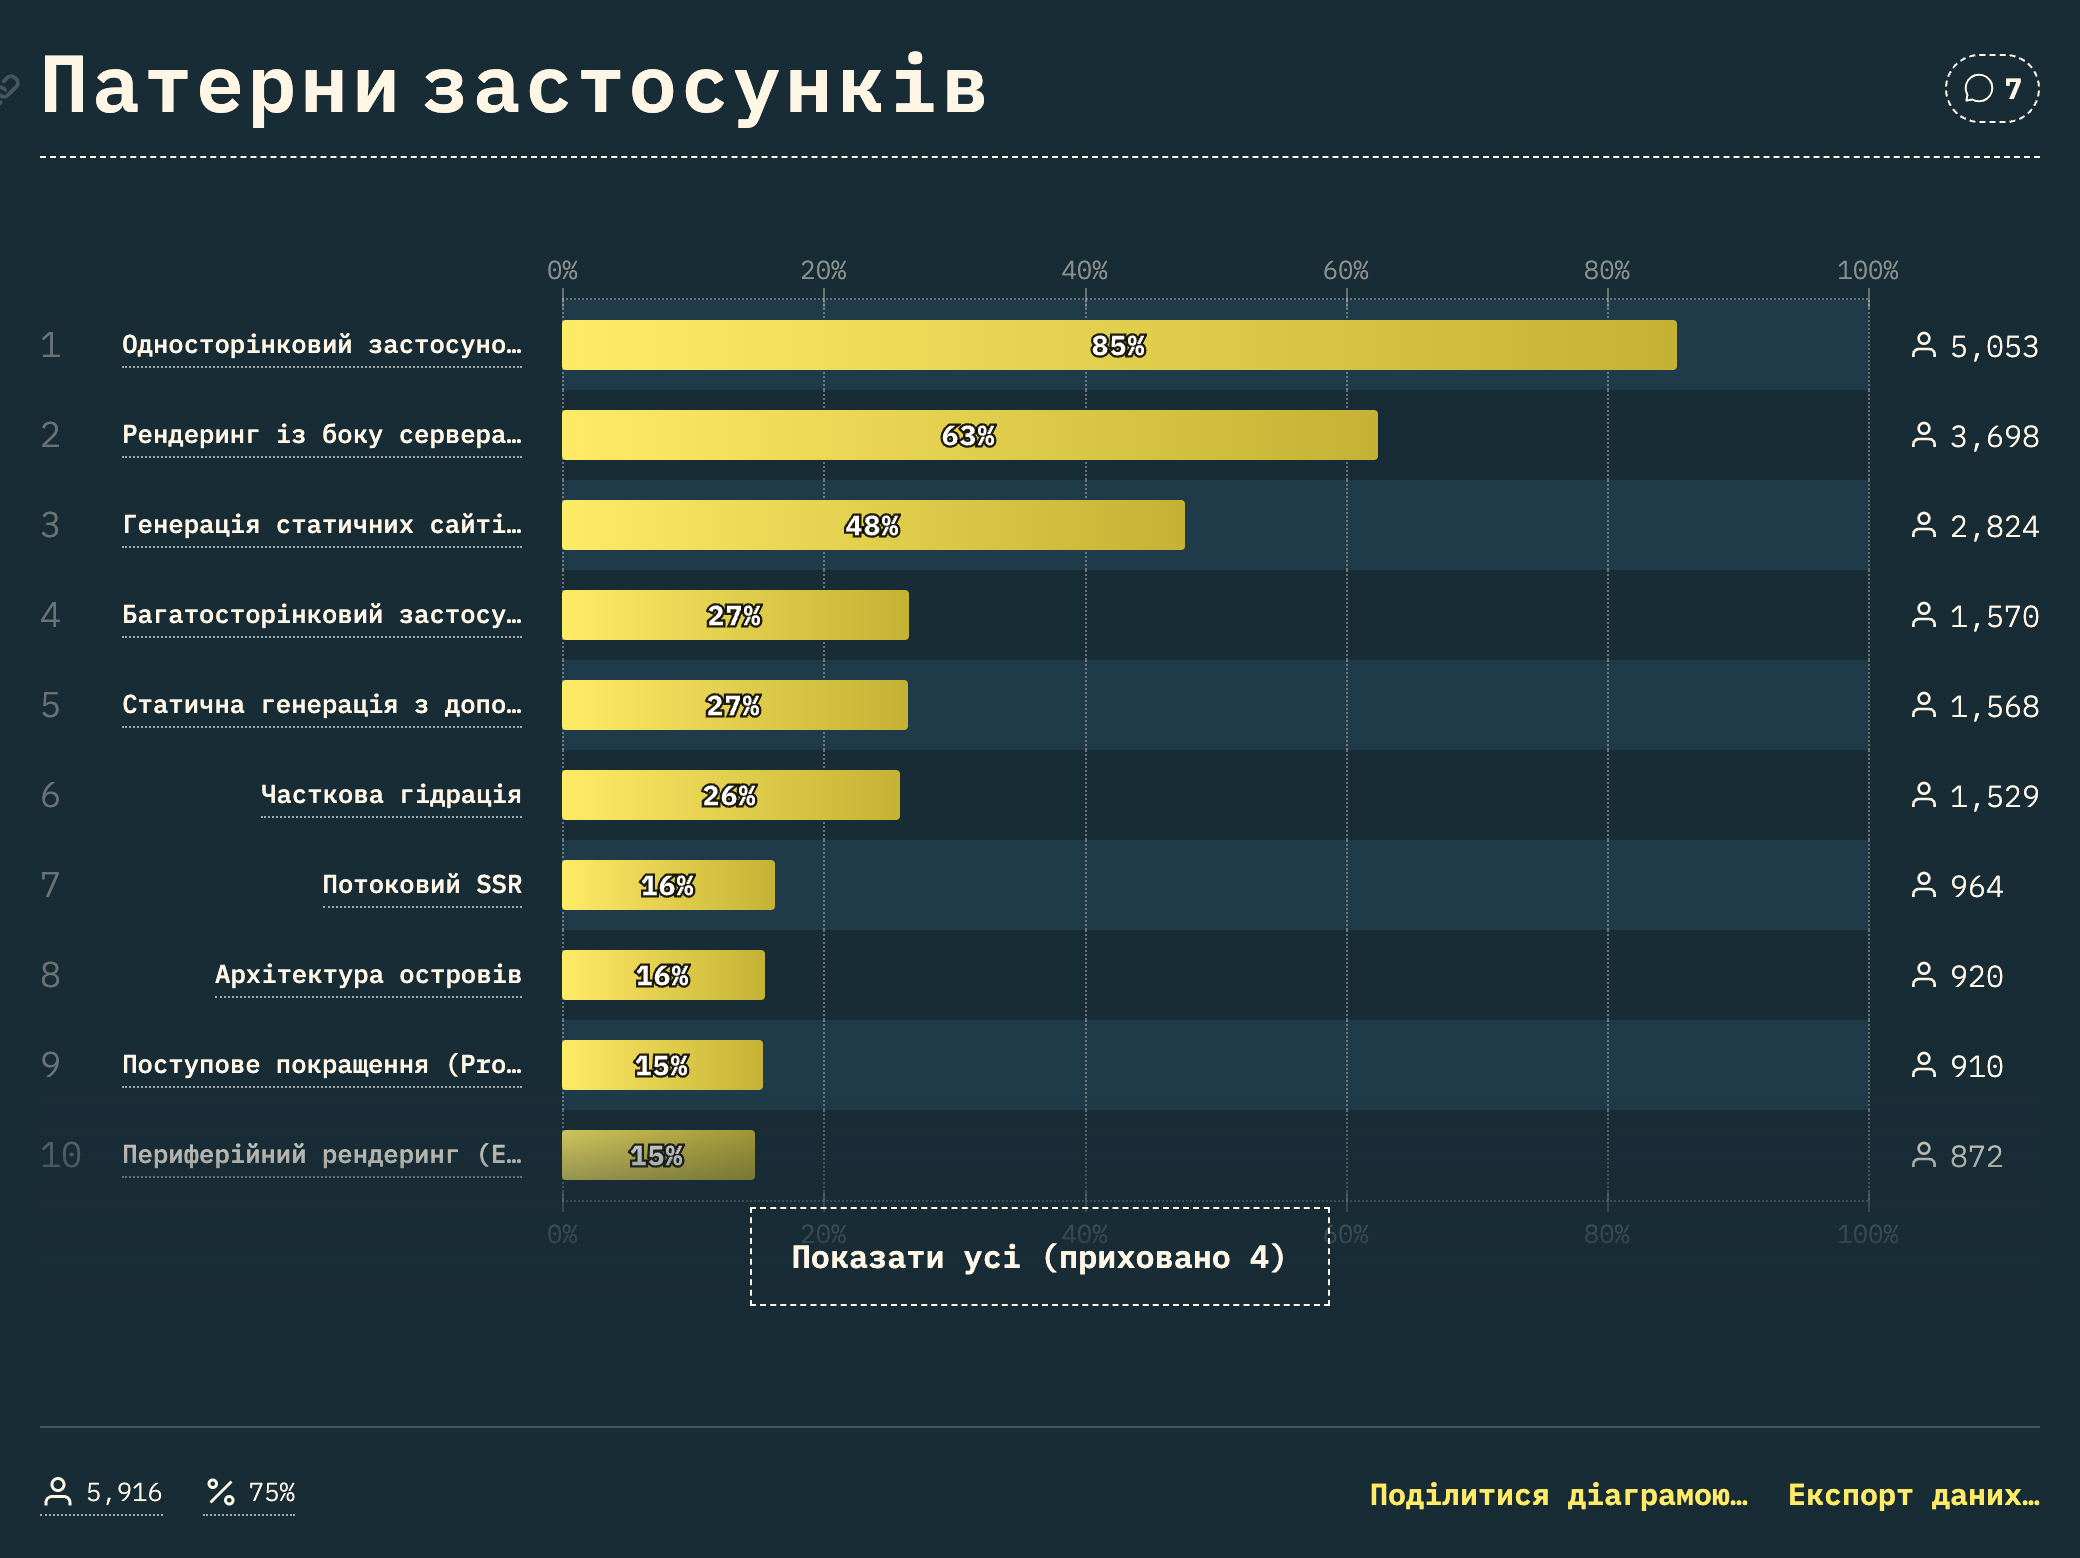 Патерни застосунків
7
0% 20% 40% 60% 80% 100%
1 Односторінковий застосуно… 85% 5,053
2 Рендеринг із боку сервера… 63% 3,698
3 Генерація статичних сайті… 48% 2,824
4 Багатосторінковий застосу… 27% 1,570
5 Статична генерація з допо… 27% 1,568
6 Часткова гідрація 26% 1,529
7 Потоковий SSR 16% 964
8 Архітектура островів 16% 920
9 Поступове покращення (Pro… 15% 910
10 Периферійний рендеринг (E… 15% 872
0% 20% 40% 60% 80% 100%
Показати усі (приховано 4)
5,916 75% Поділитися діаграмою… Експорт даних…